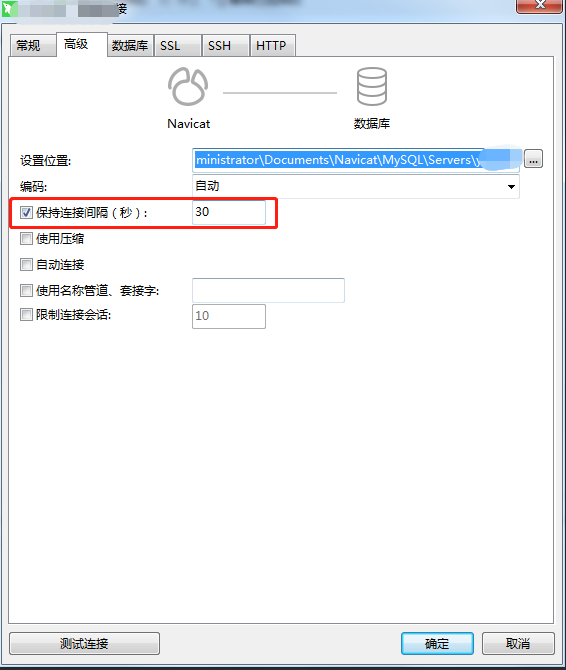 接
常规 高级 数据库 SSL SSH HTTP
Navicat 数据库
设置位置: ministrator\Documents\Navicat\MySQL\Servers\y ...
编码: 自动
保持连接间隔（秒）: 30
使用压缩
自动连接
使用名称管道、套接字:
限制连接会话: 10
测试连接 确定 取消